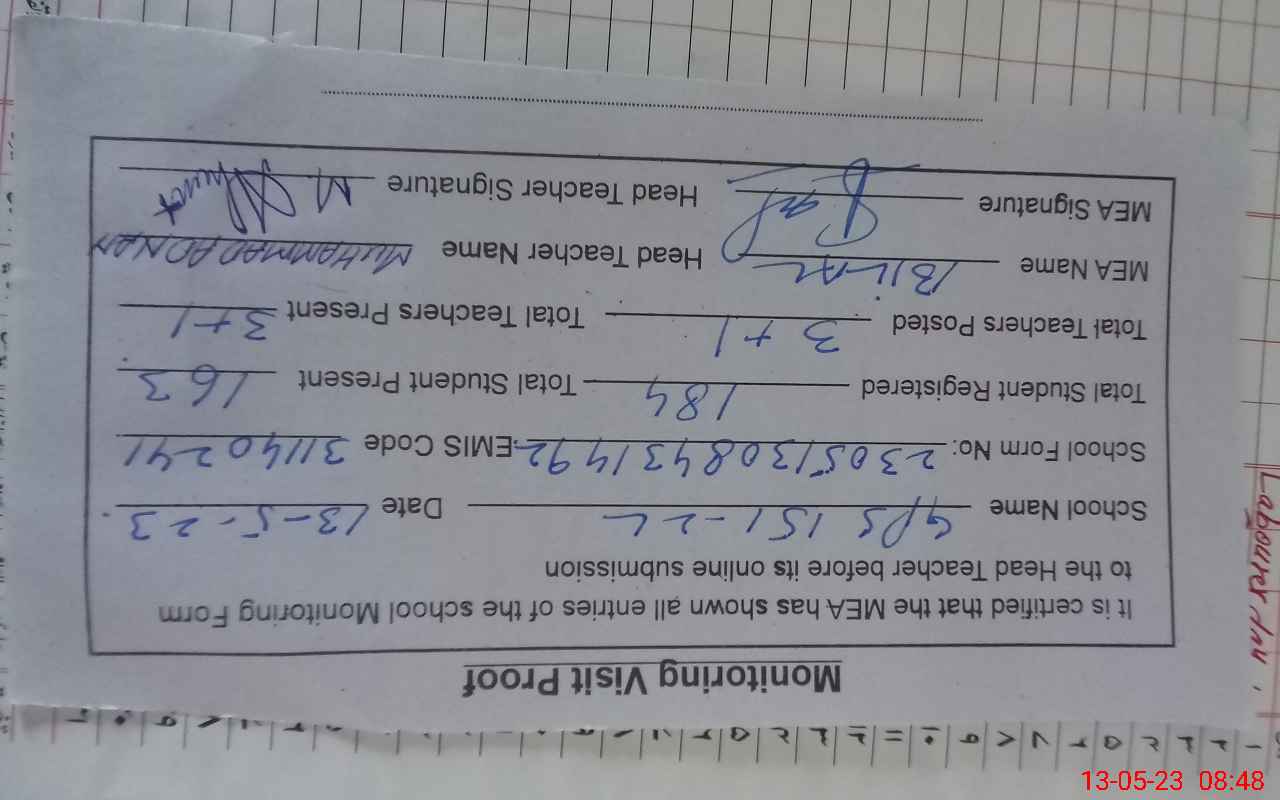 Monitoring Visit Proof
It is certified that the MEA has shown all entries of the school Monitoring Form
to the Head Teacher before its online submission
School Name GPS 151-2L Date 13-5-23
School Form No: 23051308431492 EMIS Code 31140241
Total Student Registered 184 Total Student Present 163
Total Teachers Posted 3+1 Total Teachers Present 3+1
MEA Name BILAL Head Teacher Name MUHAMMAD ADNAN
MEA Signature Head Teacher Signature M
Labourer day
13-05-23 08:48